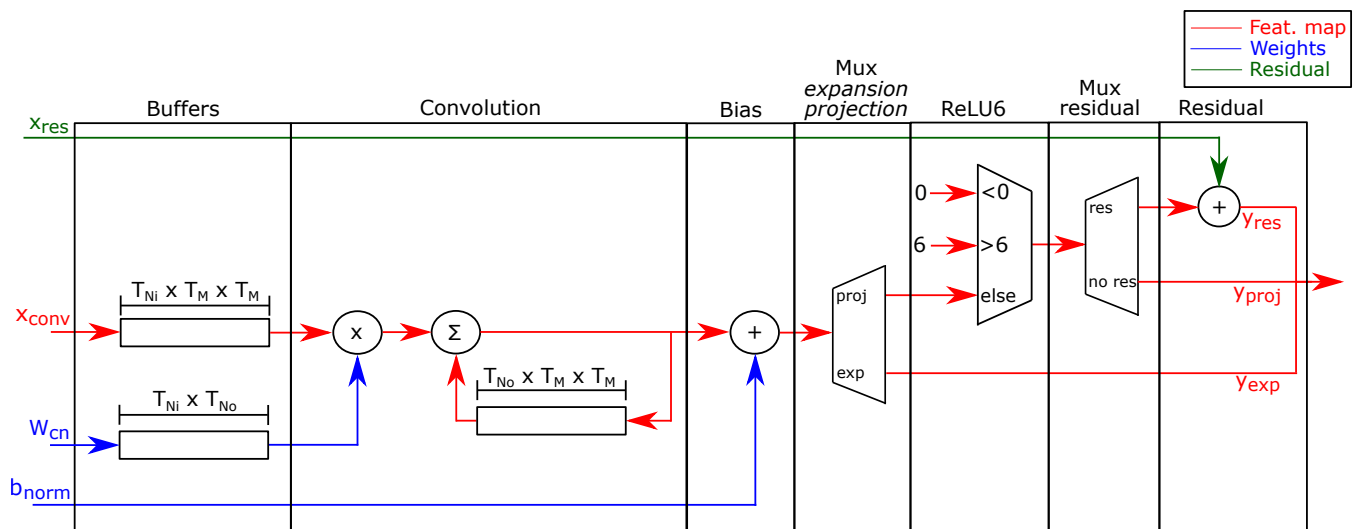 Feat. map
Weights
Residual
Buffers
Convolution
Bias
Mux
expansion
projection
ReLU6
Mux
residual
Residual
xres
0
<0
res
+
yres
6
>6
TNi x TM x TM
proj
else
no res
yproj
xconv
x
Σ
+
TNo x TM x TM
exp
yexp
TNi x TNo
Wcn
bnorm